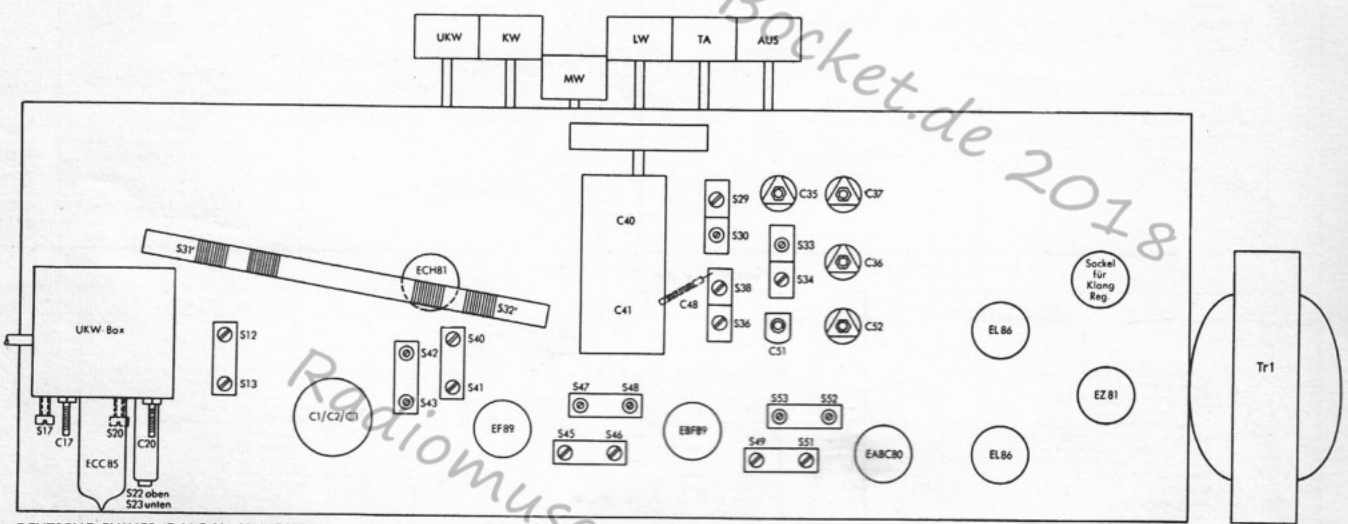 UKW KW LW TA AUS
MW
Bocket.de 2018
S29
S30
C35
C37
C40
S33
S34
C36
S31'
ECH81
S32'
C48
S38
S36
C41
C51
C52
Sockel
für
Klang
Reg.
UKW-Box
S12
S13
S42
S43
S40
S41
EL86
Tr1
EZ81
S17
C17
S20
C20
ECC85
S22 oben
S23 unten
C1/C2/C3
EF89
S47 S48
S45 S46
EBF89
S53 S52
S49 S51
EABC80
EL86
Radiomuse